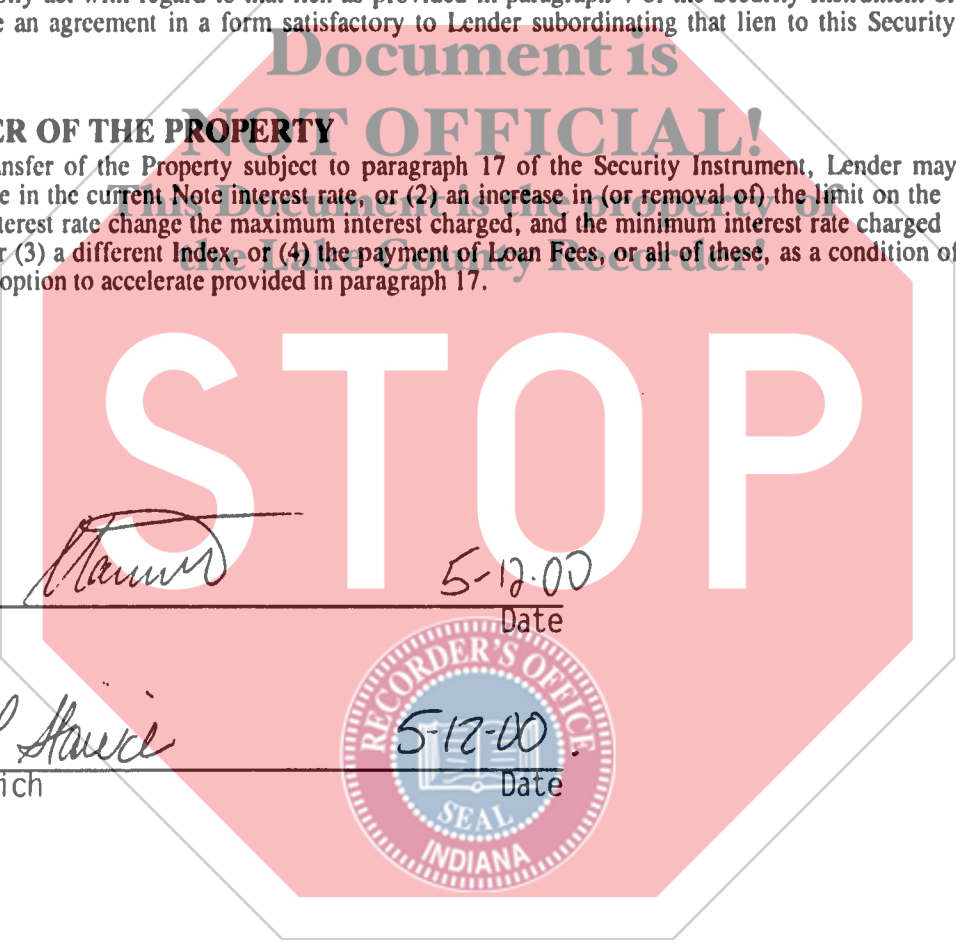 only act with regard to that lien as provided in paragraph 4 of the Security Instrument or
e an agreement in a form satisfactory to Lender subordinating that lien to this Security
Document is
NOT OFFICIAL!
ER OF THE PROPERTY
nsfer of the Property subject to paragraph 17 of the Security Instrument, Lender may
e in the current Note interest rate, or (2) an increase in (or removal of) the limit on the
This Document is the property of
terest rate change the maximum interest charged, and the minimum interest rate charged
r (3) a different Index, or (4) the payment of Loan Fees, or all of these, as a condition of
the Lake County Recorder!
option to accelerate provided in paragraph 17.
STOP
5-12-00
Date
5-12-00
ich Date
RECORDER'S OFFICE
SEAL
INDIANA